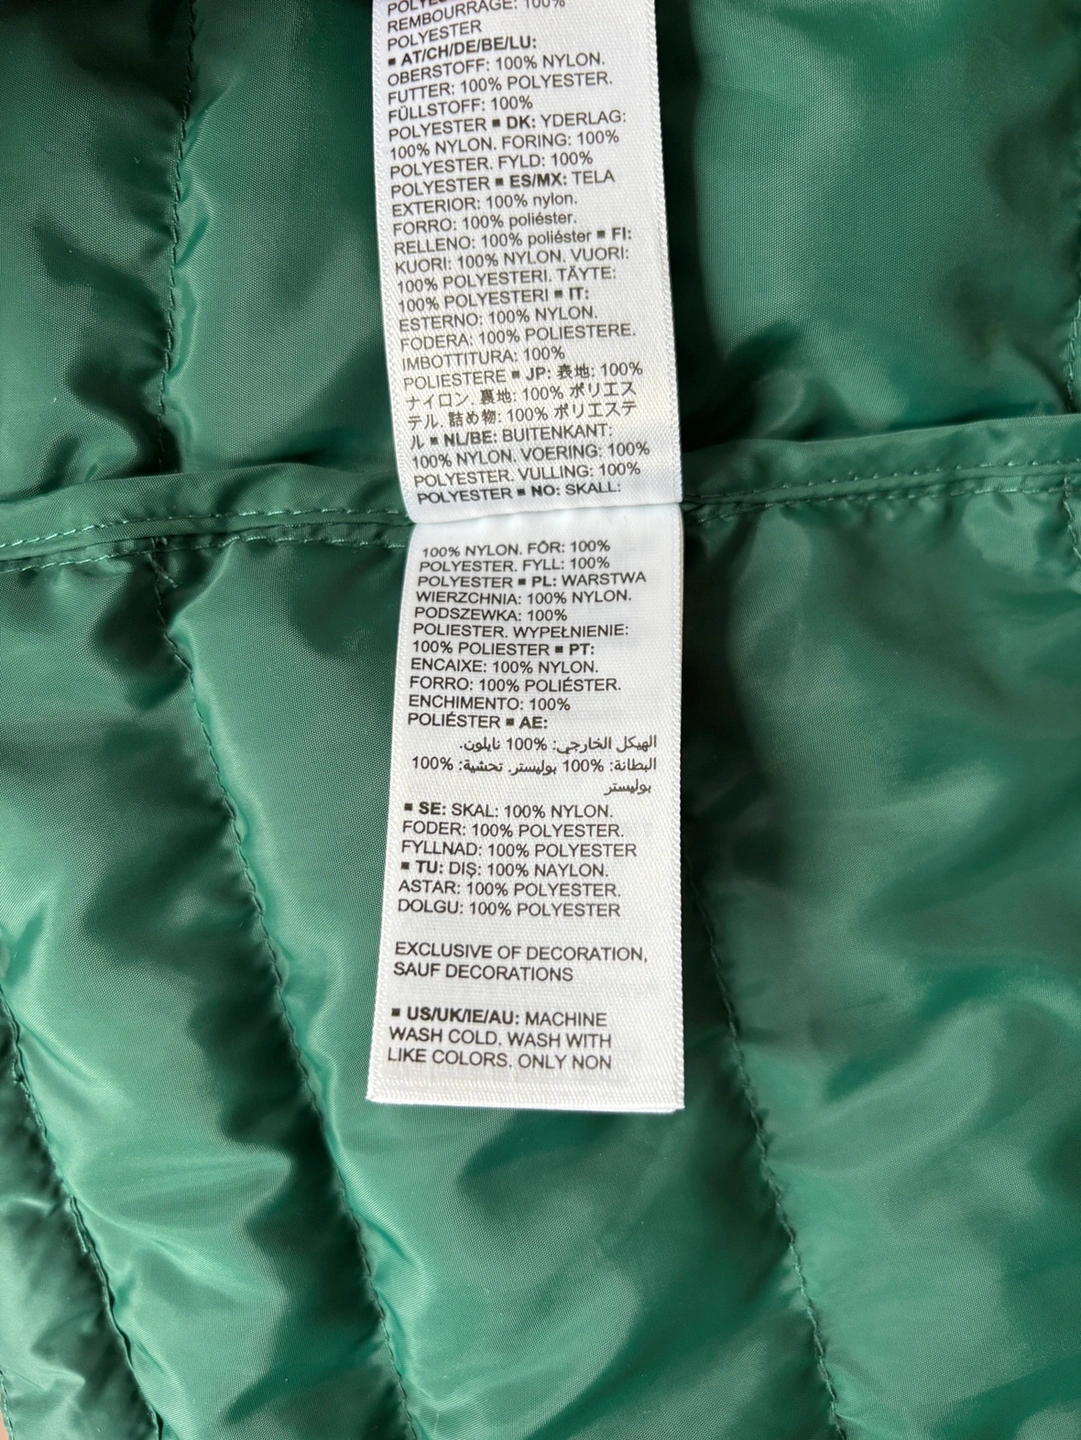 REMBOURRAGE: 100%
POLYESTER
▪ AT/CH/DE/BE/LU:
OBERSTOFF: 100% NYLON.
FUTTER: 100% POLYESTER.
FÜLLSTOFF: 100%
POLYESTER ▪ DK: YDERLAG:
100% NYLON. FORING: 100%
POLYESTER. FYLD: 100%
POLYESTER ▪ ES/MX: TELA
EXTERIOR: 100% nylon.
FORRO: 100% poliéster.
RELLENO: 100% poliéster ▪ FI:
KUORI: 100% NYLON. VUORI:
100% POLYESTERI. TÄYTE:
100% POLYESTERI ▪ IT:
ESTERNO: 100% NYLON.
FODERA: 100% POLIESTERE.
IMBOTTITURA: 100%
POLIESTERE ▪ JP: 表地: 100%
ナイロン. 裏地: 100% ポリエス
テル. 詰め物: 100% ポリエステ
ル ▪ NL/BE: BUITENKANT:
100% NYLON. VOERING: 100%
POLYESTER. VULLING: 100%
POLYESTER ▪ NO: SKALL:
100% NYLON. FÔR: 100%
POLYESTER. FYLL: 100%
POLYESTER ▪ PL: WARSTWA
WIERZCHNIA: 100% NYLON.
PODSZEWKA: 100%
POLIESTER. WYPEŁNIENIE:
100% POLIESTER ▪ PT:
ENCAIXE: 100% NYLON.
FORRO: 100% POLIÉSTER.
ENCHIMENTO: 100%
POLIÉSTER ▪ AE:
الهيكل الخارجي: 100% نايلون.
البطانة: 100% بوليستر. تحشية: 100%
بوليستر
▪ SE: SKAL: 100% NYLON.
FODER: 100% POLYESTER.
FYLLNAD: 100% POLYESTER
▪ TU: DIŞ: 100% NAYLON.
ASTAR: 100% POLYESTER.
DOLGU: 100% POLYESTER
EXCLUSIVE OF DECORATION,
SAUF DECORATIONS
▪ US/UK/IE/AU: MACHINE
WASH COLD. WASH WITH
LIKE COLORS. ONLY NON